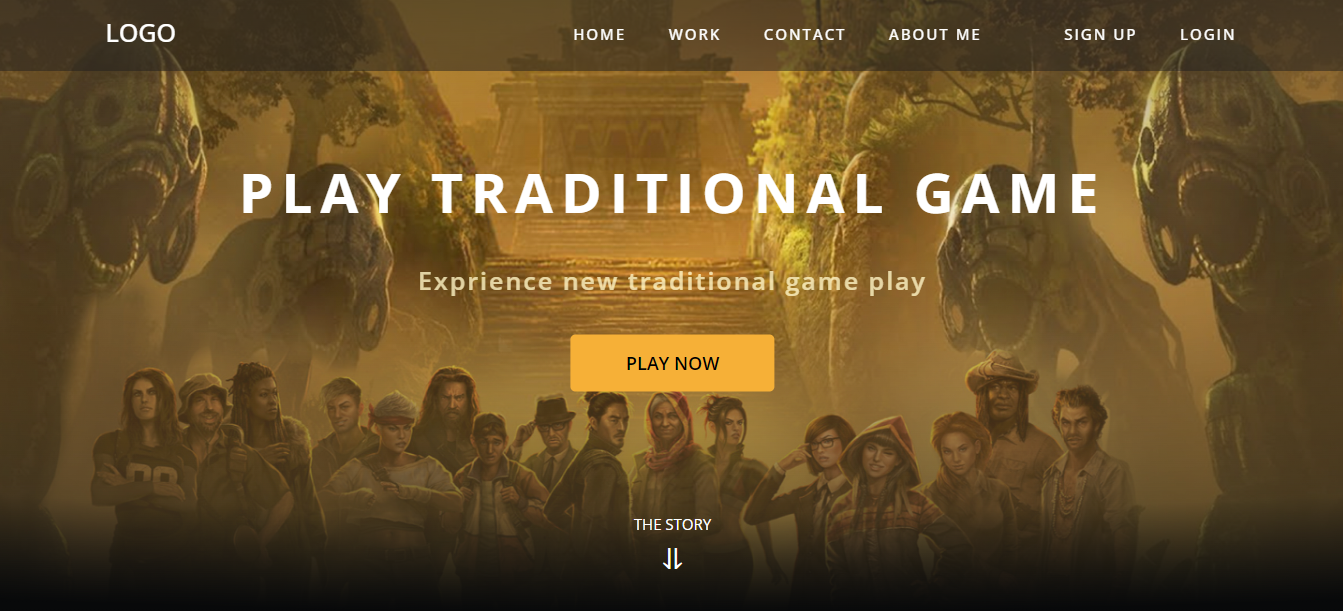 LOGO HOME WORK CONTACT ABOUT ME SIGN UP LOGIN
PLAY TRADITIONAL GAME
Exprience new traditional game play
PLAY NOW
THE STORY